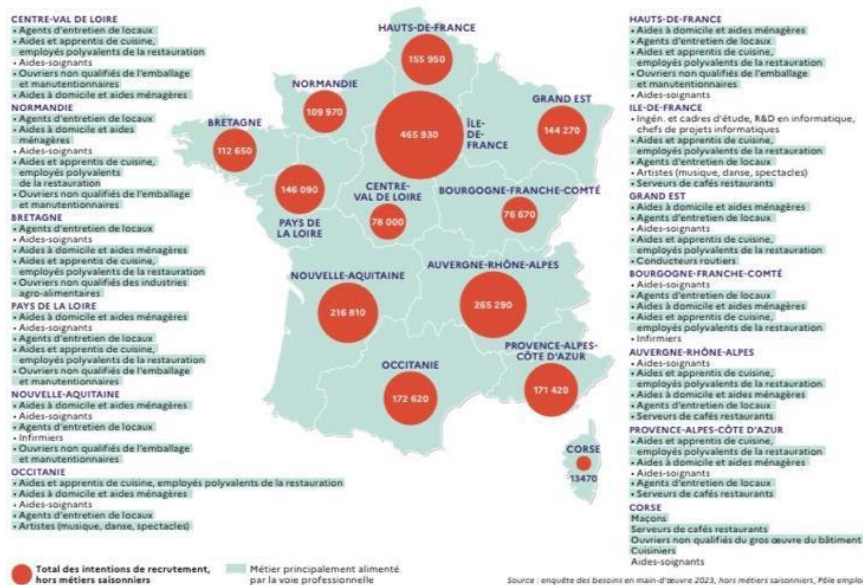 CENTRE-VAL DE LOIRE
• Agents d'entretien de locaux
• Aides et apprentis de cuisine,
employés polyvalents de la restauration
• Aides-soignants
• Ouvriers non qualifiés de l'emballage
et manutentionnaires
• Aides à domicile et aides ménagères
NORMANDIE
• Agents d'entretien de locaux
• Aides à domicile et aides
ménagères
• Aides-soignants
• Aides et apprentis de cuisine,
employés polyvalents
de la restauration
• Ouvriers non qualifiés de l'emballage
et manutentionnaires
BRETAGNE
• Agents d'entretien de locaux
• Aides-soignants
• Aides à domicile et aides ménagères
• Aides et apprentis de cuisine,
employés polyvalents de la restauration
• Ouvriers non qualifiés des industries
agro-alimentaires
PAYS DE LA LOIRE
• Aides à domicile et aides ménagères
• Aides-soignants
• Agents d'entretien de locaux
• Aides et apprentis de cuisine,
employés polyvalents de la restauration
• Ouvriers non qualifiés de l'emballage
et manutentionnaires
NOUVELLE-AQUITAINE
• Aides à domicile et aides ménagères
• Aides-soignants
• Agents d'entretien de locaux
• Infirmiers
• Ouvriers non qualifiés de l'emballage
et manutentionnaires
OCCITANIE
• Aides et apprentis de cuisine, employés polyvalents de la restauration
• Aides à domicile et aides ménagères
• Aides-soignants
• Agents d'entretien de locaux
• Artistes (musique, danse, spectacles)
HAUTS-DE-FRANCE
155 950
NORMANDIE
109 970
BRETAGNE
112 650
465 930
ÎLE-
DE-
FRANCE
GRAND EST
144 270
146 090
PAYS DE
LA LOIRE
CENTRE-
VAL DE LOIRE
78 000
BOURGOGNE-FRANCHE-COMTÉ
76 670
NOUVELLE-AQUITAINE
216 810
AUVERGNE-RHÔNE-ALPES
265 290
OCCITANIE
172 620
PROVENCE-ALPES-
CÔTE D'AZUR
171 420
CORSE
13470
HAUTS-DE-FRANCE
• Aides à domicile et aides ménagères
• Agents d'entretien de locaux
• Aides et apprentis de cuisine,
employés polyvalents de la restauration
• Ouvriers non qualifiés de l'emballage
et manutentionnaires
• Aides-soignants
ILE-DE-FRANCE
• Ingén. et cadres d'étude, R&D en informatique,
chefs de projets informatiques
• Aides et apprentis de cuisine,
employés polyvalents de la restauration
• Agents d'entretien de locaux
• Artistes (musique, danse, spectacles)
• Serveurs de cafés restaurants
GRAND EST
• Aides à domicile et aides ménagères
• Agents d'entretien de locaux
• Aides-soignants
• Aides et apprentis de cuisine,
employés polyvalents de la restauration
• Conducteurs routiers
BOURGOGNE-FRANCHE-COMTÉ
• Aides-soignants
• Agents d'entretien de locaux
• Aides à domicile et aides ménagères
• Aides et apprentis de cuisine,
employés polyvalents de la restauration
• Infirmiers
AUVERGNE-RHÔNE-ALPES
• Aides-soignants
• Aides et apprentis de cuisine,
employés polyvalents de la restauration
• Aides à domicile et aides ménagères
• Agents d'entretien de locaux
• Serveurs de cafés restaurants
PROVENCE-ALPES-CÔTE D'AZUR
• Aides et apprentis de cuisine,
employés polyvalents de la restauration
• Aides à domicile et aides ménagères
• Aides-soignants
• Agents d'entretien de locaux
• Serveurs de cafés restaurants
CORSE
Maçons
Serveurs de cafés restaurants
Ouvriers non qualifiés du gros œuvre du bâtiment
Cuisiniers
Aides-soignants
Total des intentions de recrutement,
hors métiers saisonniers
Métier principalement alimenté
par la voie professionnelle
Source : enquête des besoins en main-d'œuvre 2023, hors métiers saisonniers, Pôle emploi